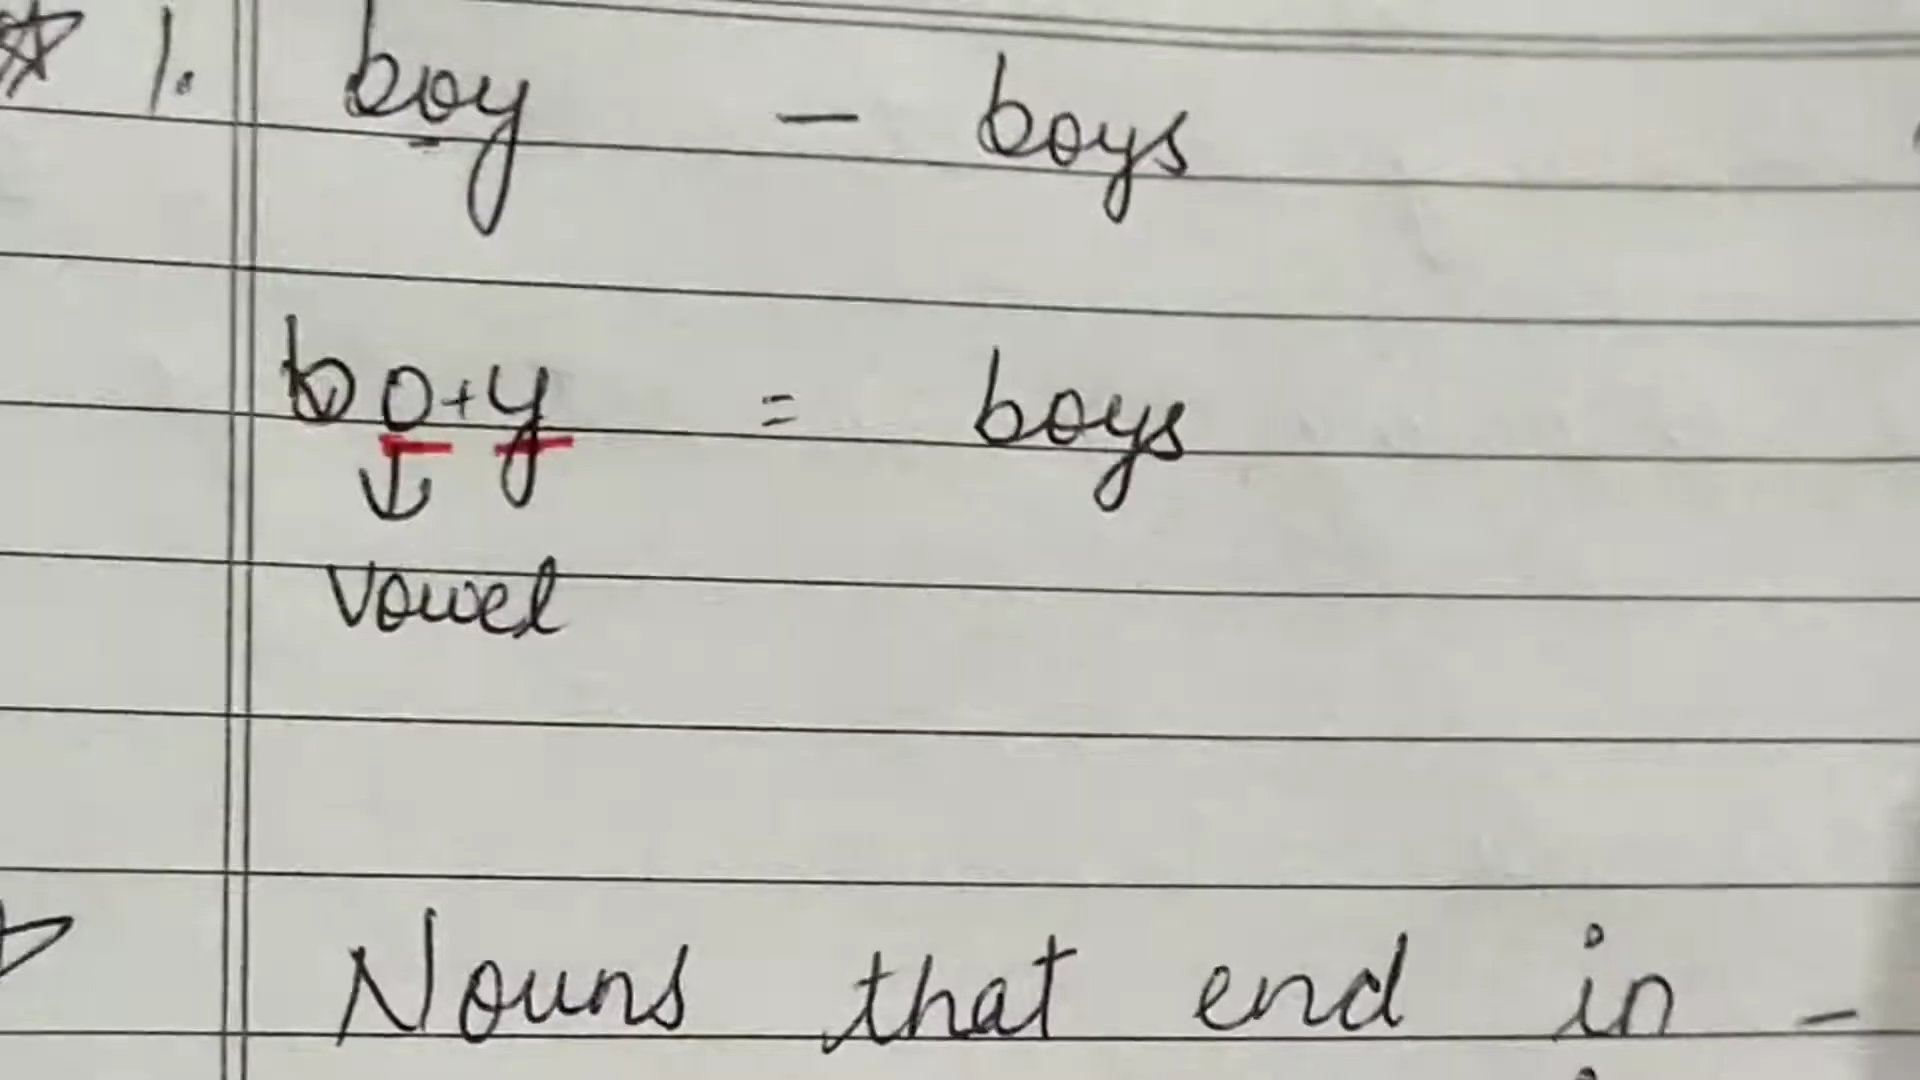 1. boy - boys
bo+y = boys
vowel
Nouns that end in -